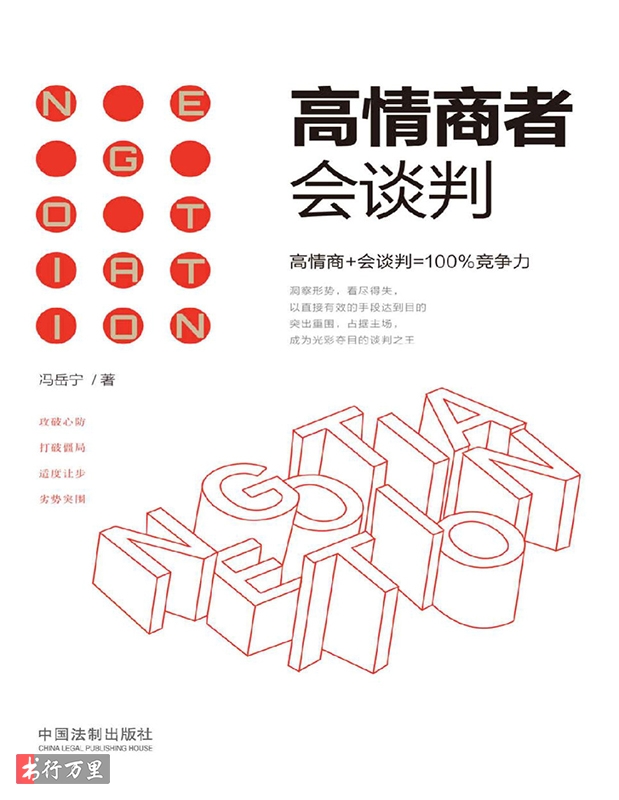 N E
G
O T
I A T
I O N
高情商者
会谈判
高情商+会谈判=100%竞争力
洞察形势，看尽得失，
以直接有效的手段达到目的
突出重围，占据主场，
成为光彩夺目的谈判之王
冯岳宁 / 著
攻破心防
打破僵局
适度让步
劣势突围
NEGOTIATION
中国法制出版社
CHINA LEGAL PUBLISHING HOUSE
书行万里